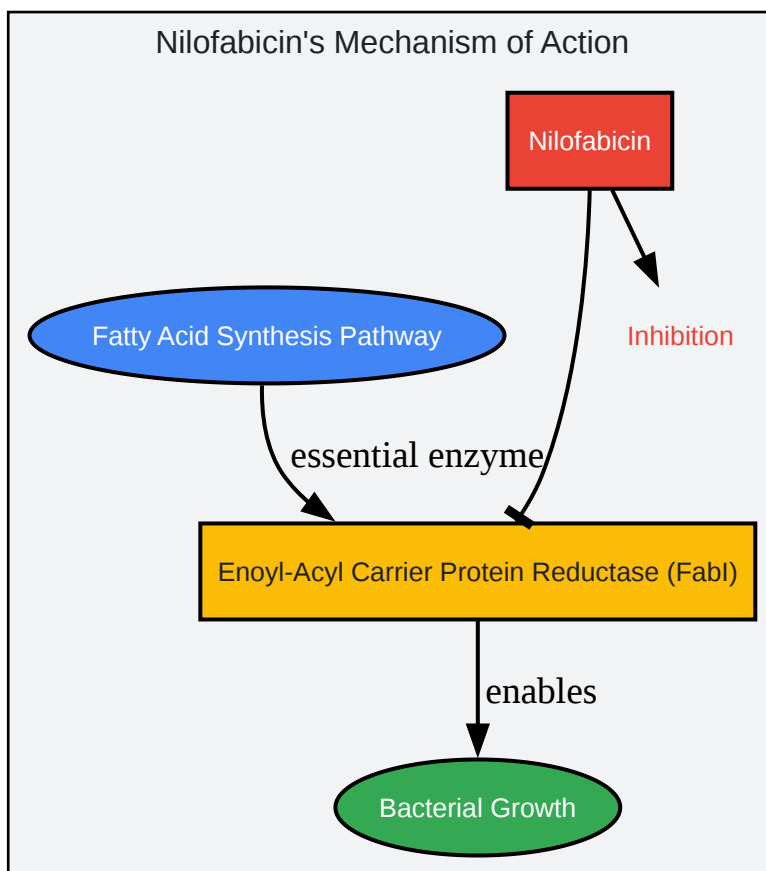 Nilofabicin's Mechanism of Action
Nilofabicin
Fatty Acid Synthesis Pathway
Inhibition
essential enzyme
Enoyl-Acyl Carrier Protein Reductase (FabI)
enables
Bacterial Growth